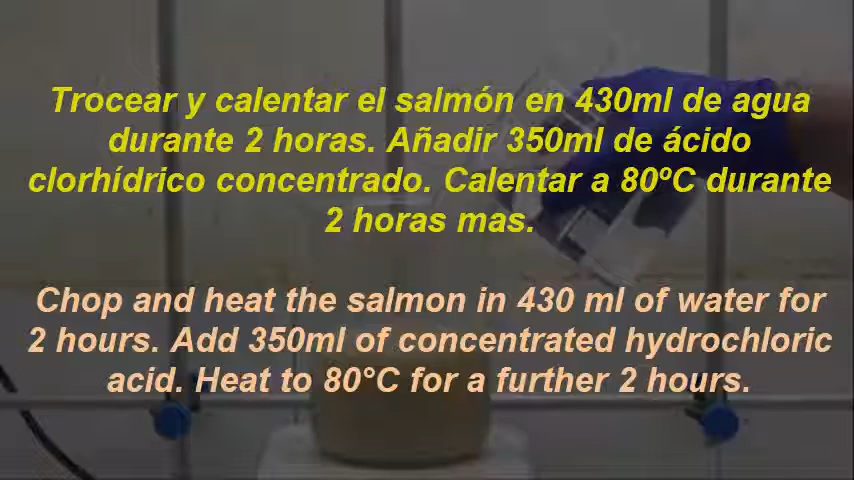 Trocear y calentar el salmón en 430ml de agua
durante 2 horas. Añadir 350ml de ácido
clorhídrico concentrado. Calentar a 80ºC durante
2 horas mas.
Chop and heat the salmon in 430 ml of water for
2 hours. Add 350ml of concentrated hydrochloric
acid. Heat to 80°C for a further 2 hours.